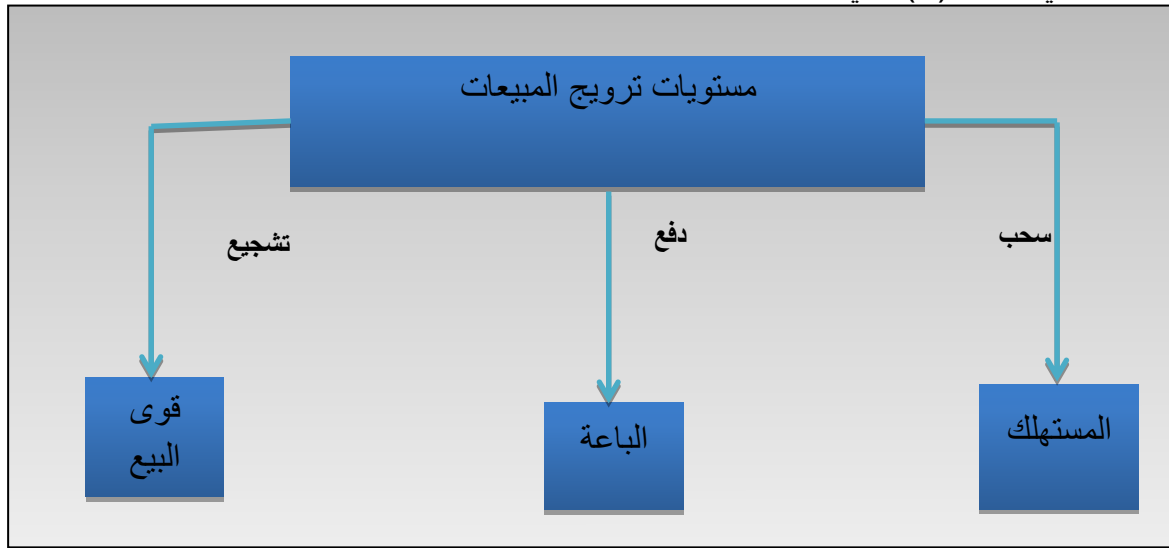 مستويات ترويج المبيعات
سحب
دفع
تشجيع
المستهلك
الباعة
قوى
البيع